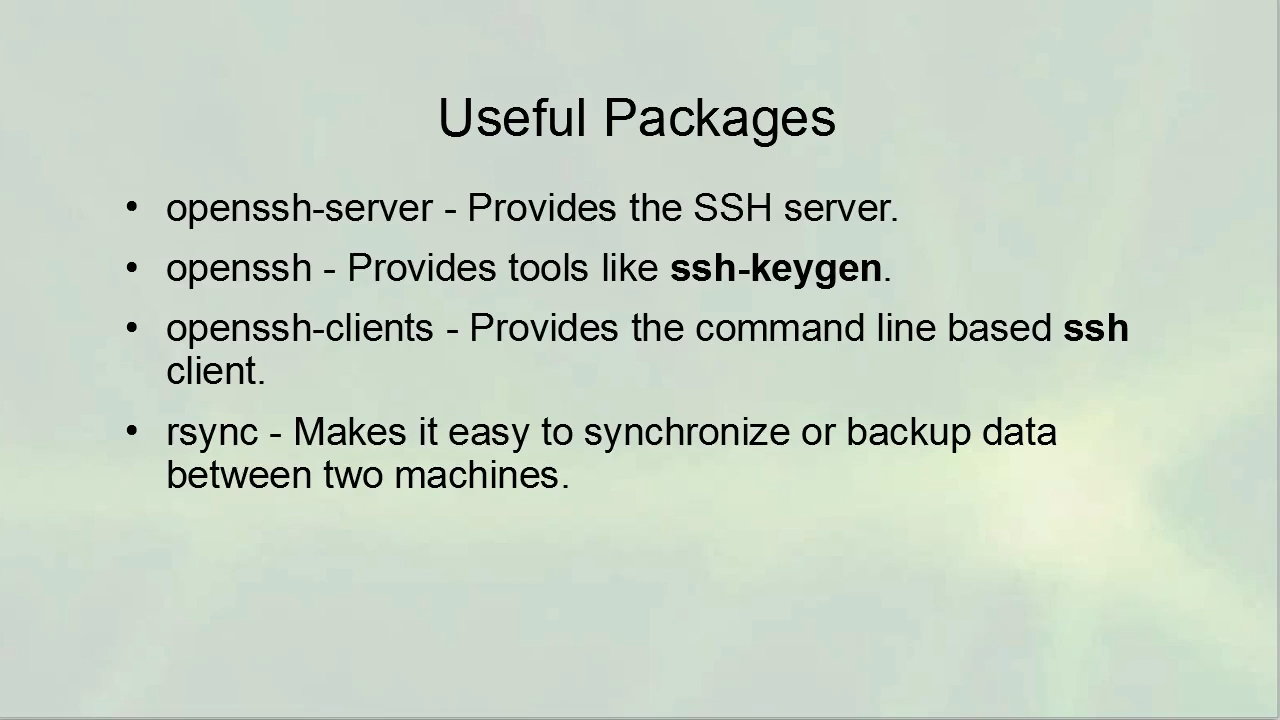 Useful Packages
• openssh-server - Provides the SSH server.
• openssh - Provides tools like ssh-keygen.
• openssh-clients - Provides the command line based ssh
client.
• rsync - Makes it easy to synchronize or backup data
between two machines.